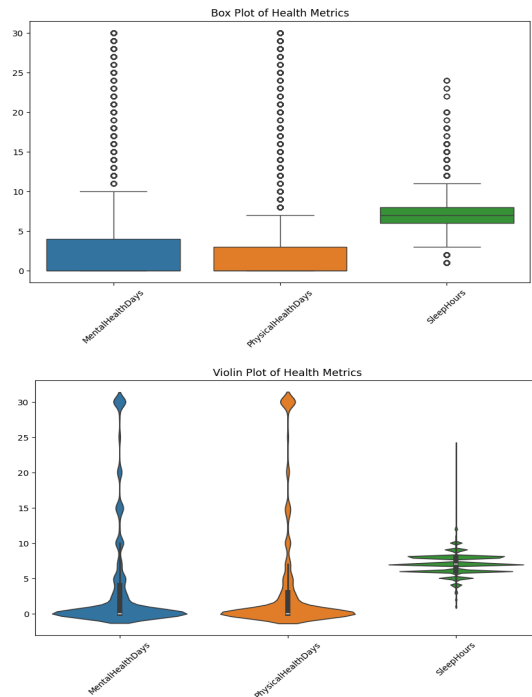 Box Plot of Health Metrics
30
25
20
15
10
5
0
MentalHealthDays
PhysicalHealthDays
SleepHours
Violin Plot of Health Metrics
30
25
20
15
10
5
0
MentalHealthDays
PhysicalHealthDays
SleepHours